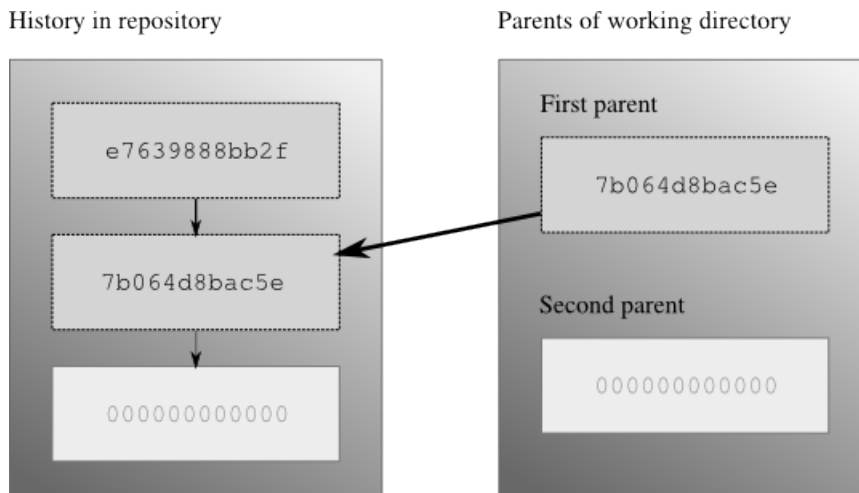 History in repository
e7639888bb2f
7b064d8bac5e
000000000000
Parents of working directory
First parent
7b064d8bac5e
Second parent
000000000000